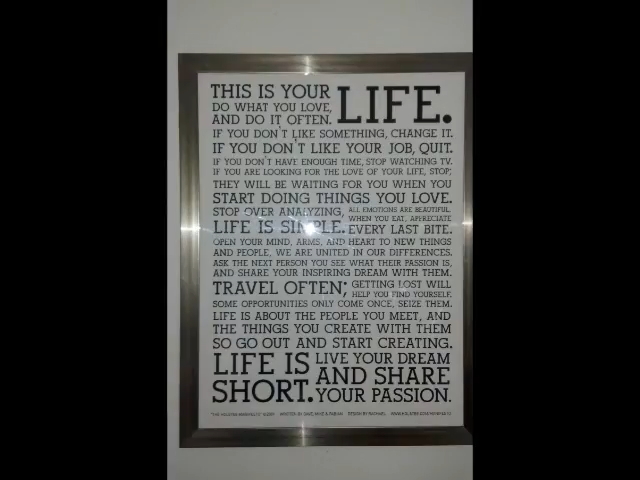 THIS IS YOUR LIFE.
DO WHAT YOU LOVE,
AND DO IT OFTEN.
IF YOU DON'T LIKE SOMETHING, CHANGE IT.
IF YOU DON'T LIKE YOUR JOB, QUIT.
IF YOU DON'T HAVE ENOUGH TIME, STOP WATCHING TV.
IF YOU ARE LOOKING FOR THE LOVE OF YOUR LIFE, STOP;
THEY WILL BE WAITING FOR YOU WHEN YOU
START DOING THINGS YOU LOVE.
STOP OVER ANALYZING,
LIFE IS SIMPLE.
ALL EMOTIONS ARE BEAUTIFUL.
WHEN YOU EAT, APPRECIATE
EVERY LAST BITE.
OPEN YOUR MIND, ARMS, AND HEART TO NEW THINGS
AND PEOPLE, WE ARE UNITED IN OUR DIFFERENCES.
ASK THE NEXT PERSON YOU SEE WHAT THEIR PASSION IS,
AND SHARE YOUR INSPIRING DREAM WITH THEM.
TRAVEL OFTEN;
GETTING LOST WILL
HELP YOU FIND YOURSELF.
SOME OPPORTUNITIES ONLY COME ONCE, SEIZE THEM.
LIFE IS ABOUT THE PEOPLE YOU MEET, AND
THE THINGS YOU CREATE WITH THEM
SO GO OUT AND START CREATING.
LIFE IS
SHORT.
LIVE YOUR DREAM
AND SHARE
YOUR PASSION.